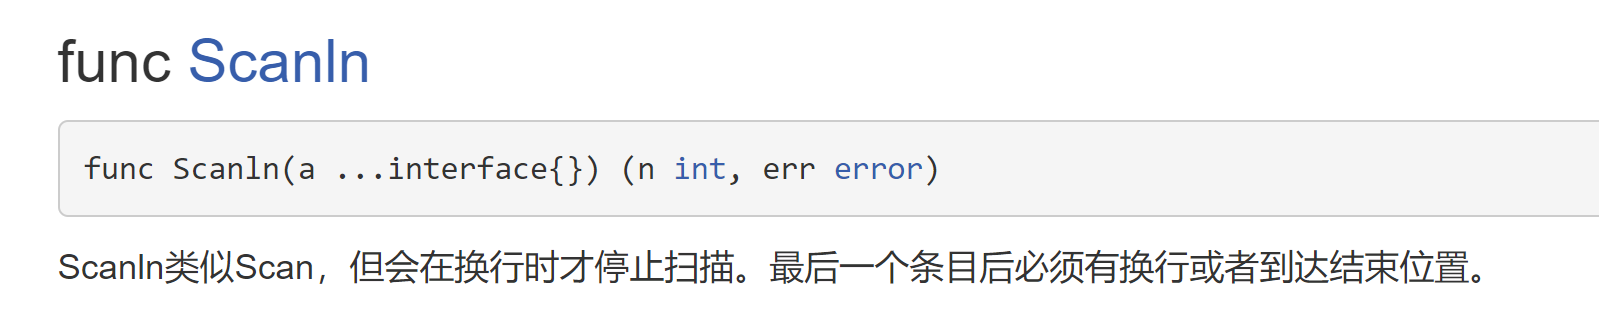 func Scanln
func Scanln(a ...interface{}) (n int, err error)
Scanln类似Scan，但会在换行时才停止扫描。最后一个条目后必须有换行或者到达结束位置。